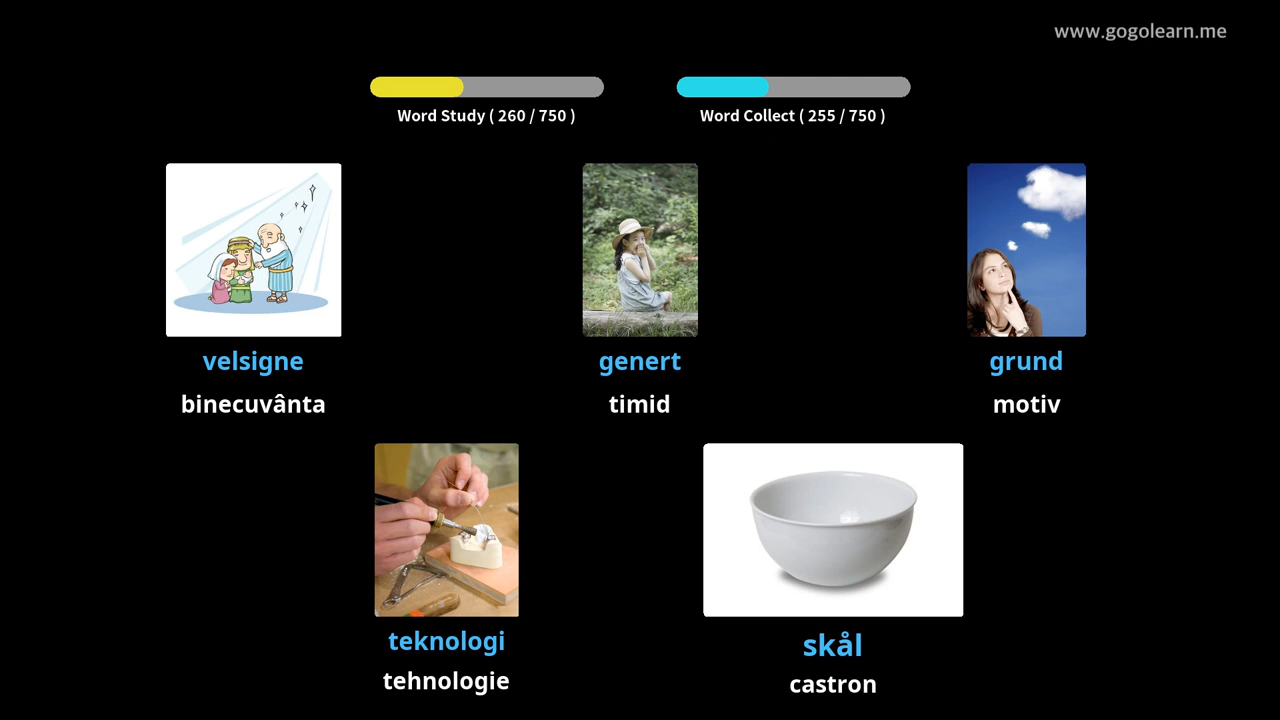 www.gogolearn.me
Word Study ( 260 / 750 )
Word Collect ( 255 / 750 )
velsigne
binecuvânta
genert
timid
grund
motiv
teknologi
tehnologie
skål
castron